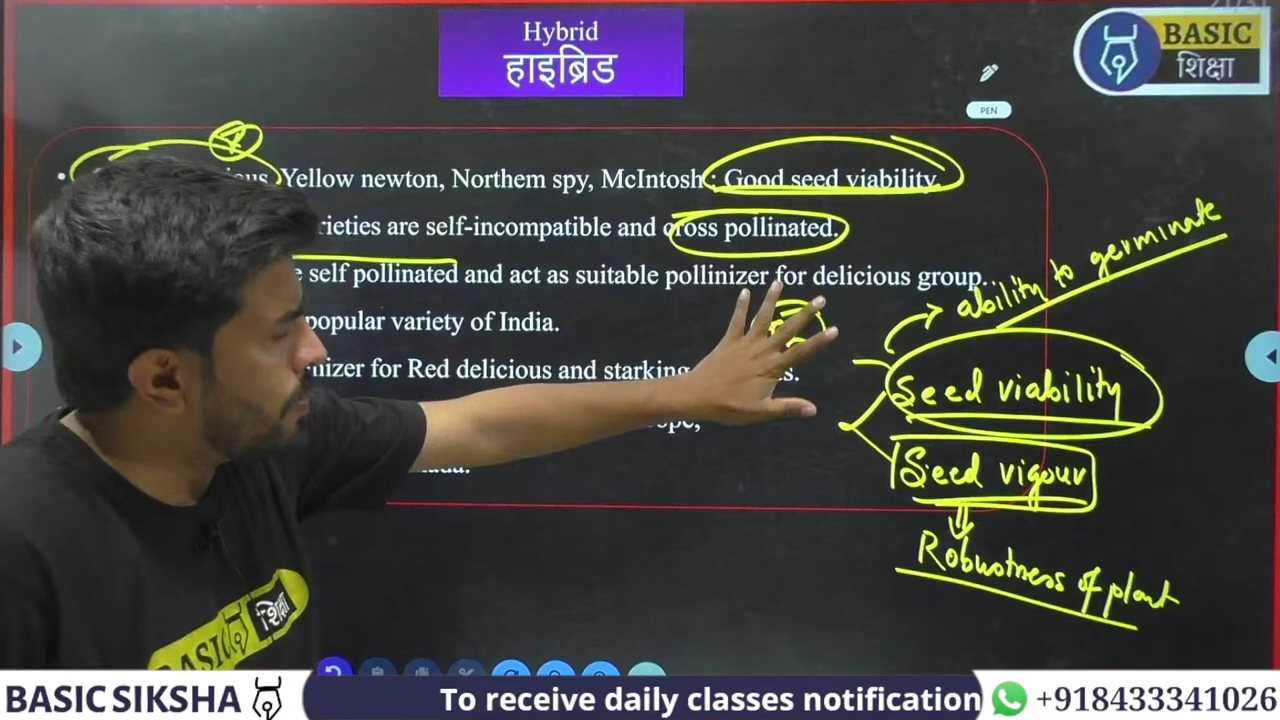 Hybrid
हाइब्रिड
BASIC
शिक्षा
PEN
Yellow newton, Northem spy, McIntosh : Good seed viability.
are self-incompatible and cross pollinated.
self pollinated and act as suitable pollinizer for delicious group.
popular variety of India.
for Red delicious and starking
ability to germinate
Seed viability
Seed vigour
Robustness of plant
BASIC
शिक्षा
BASIC SIKSHA
To receive daily classes notification
+918433341026